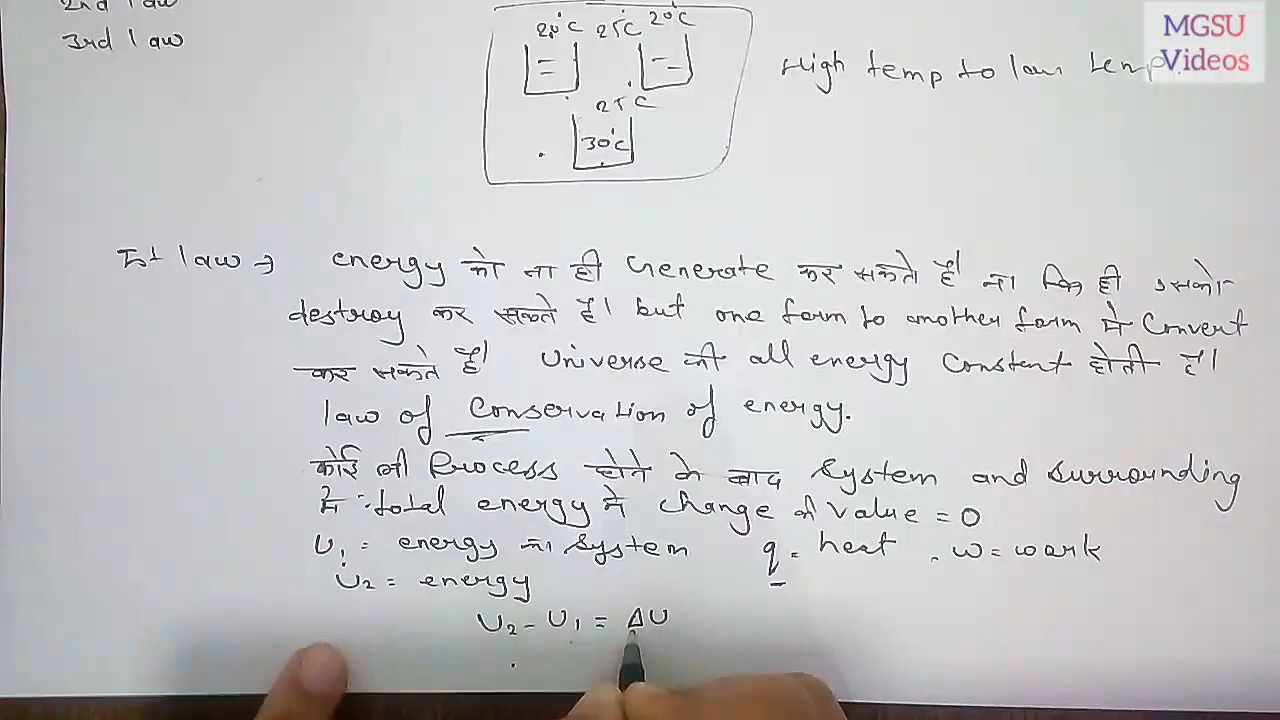 2nd law
3rd law
20°C 25°C 20°C
25°C
30°C
High temp to low temp.
MGSU
Videos
Ist law → energy को ना ही Generate कर सकते है ना कि ही उसको
destroy कर सकते है। but one form to another form मे convert
कर सकते है। Universe की all energy constant होती है।
law of Conservation of energy.
कोई भी Process होने के बाद system and surrounding
मे total energy मे change की value = 0
U₁ = energy का system q = heat . w = work
U₂ = energy
U₂ - U₁ = ΔU